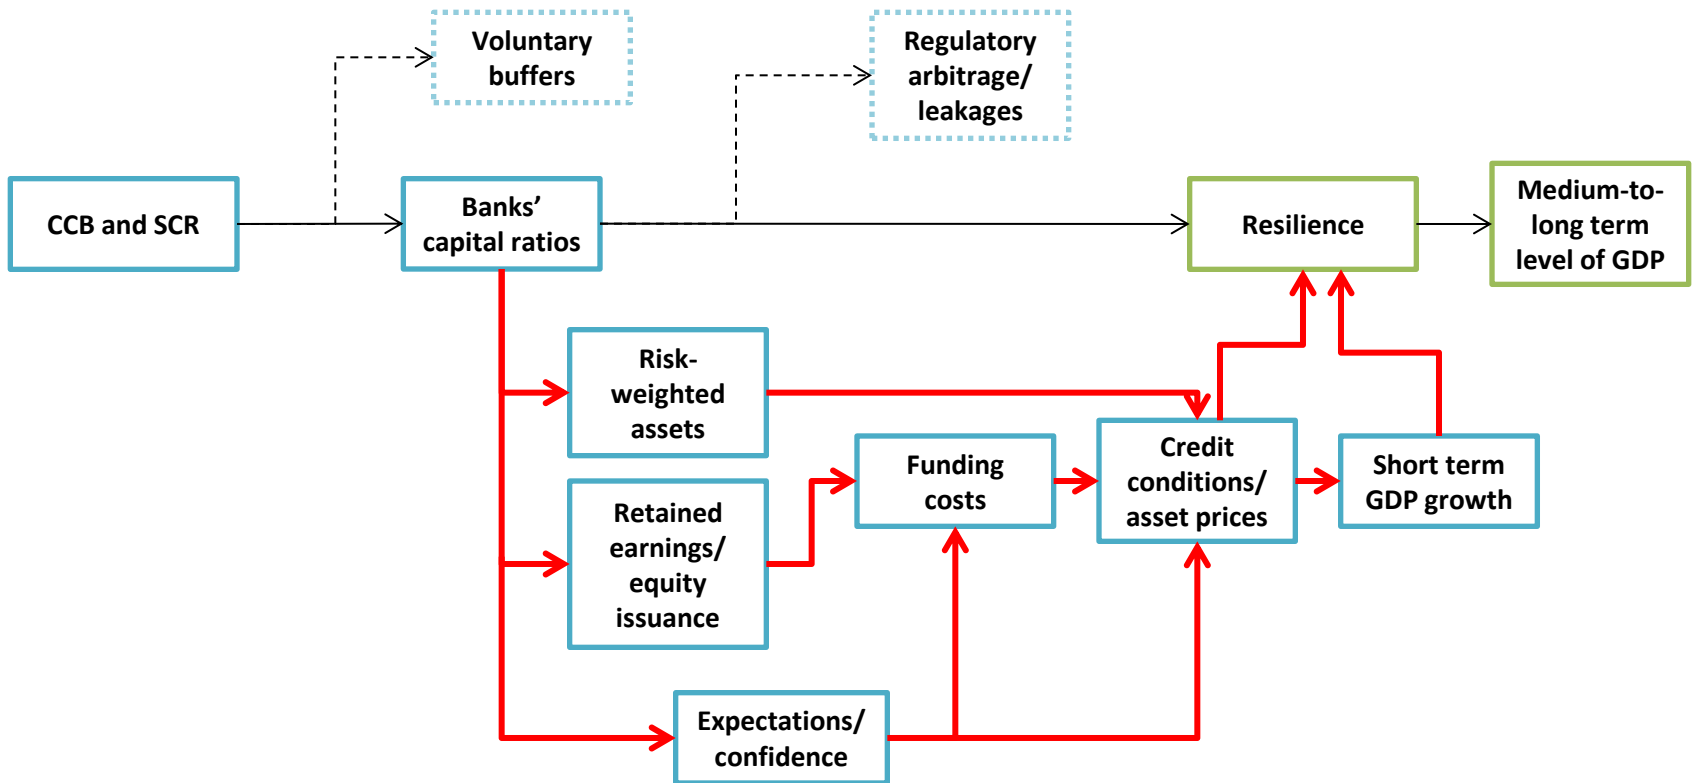 Voluntary
buffers
Regulatory
arbitrage/
leakages
CCB and SCR
Banks’
capital ratios
Resilience
Medium-to-
long term
level of GDP
Risk-
weighted
assets
Retained
earnings/
equity
issuance
Funding
costs
Credit
conditions/
asset prices
Short term
GDP growth
Expectations/
confidence